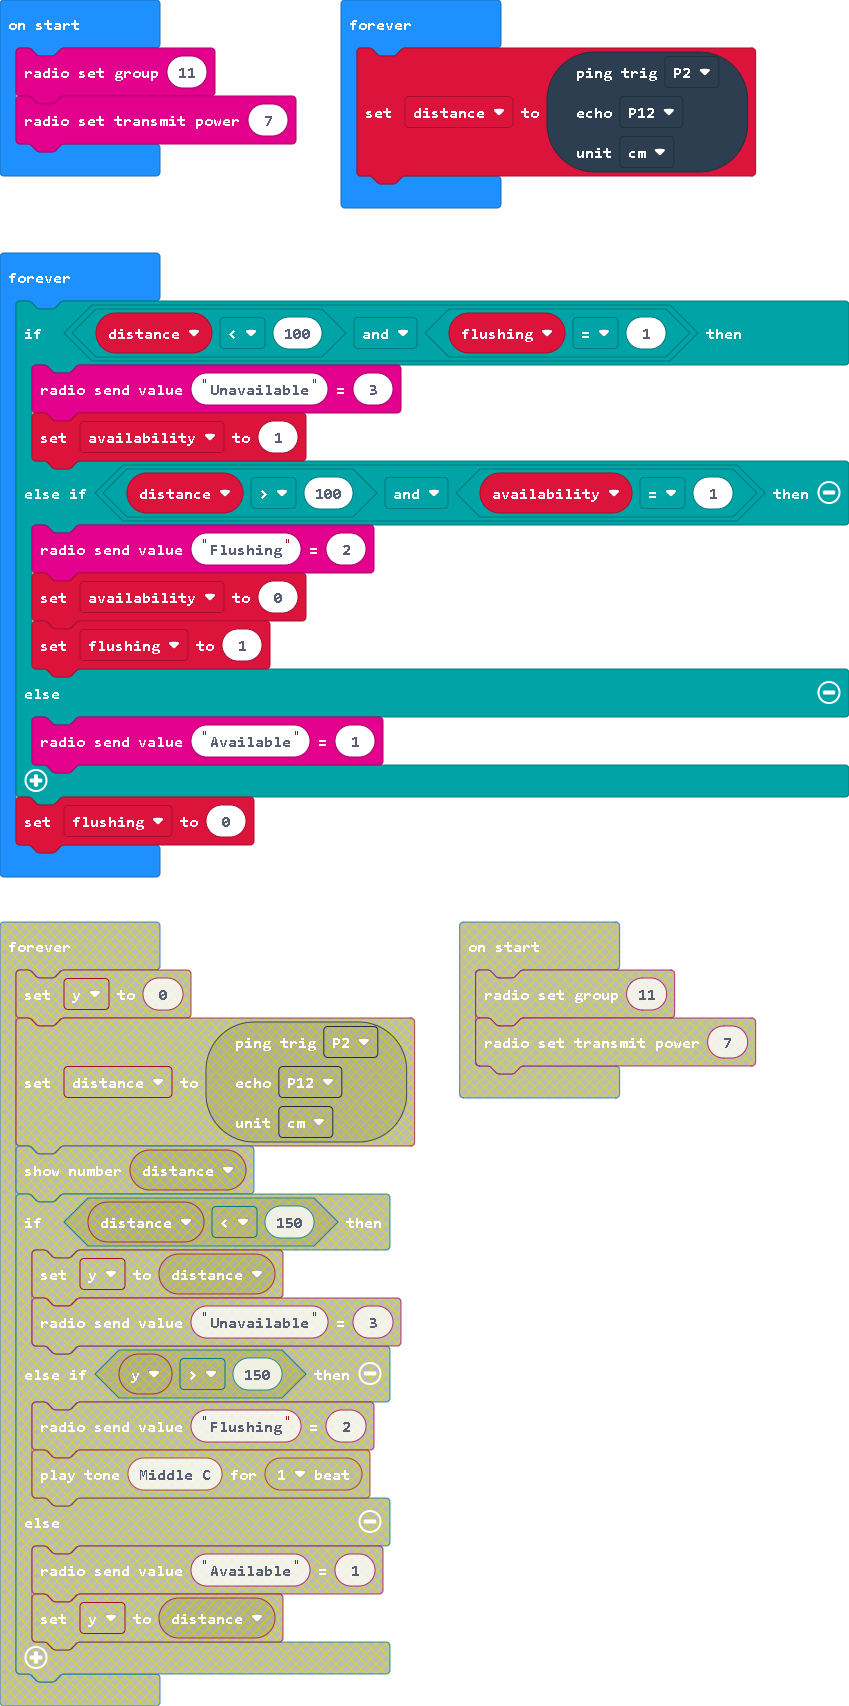 on start
radio set group 11
radio set transmit power 7
forever
set distance to ping trig P2
echo P12
unit cm
forever
if distance < 100 and flushing = 1 then
radio send value "Unavailable" = 3
set availability to 1
else if distance > 100 and availability = 1 then
radio send value "Flushing" = 2
set availability to 0
set flushing to 1
else
radio send value "Available" = 1
set flushing to 0
forever
set y to 0
set distance to ping trig P2
echo P12
unit cm
show number distance
if distance < 150 then
set y to distance
radio send value "Unavailable" = 3
else if y > 150 then
radio send value "Flushing" = 2
play tone Middle C for 1 beat
else
radio send value "Available" = 1
set y to distance
on start
radio set group 11
radio set transmit power 7